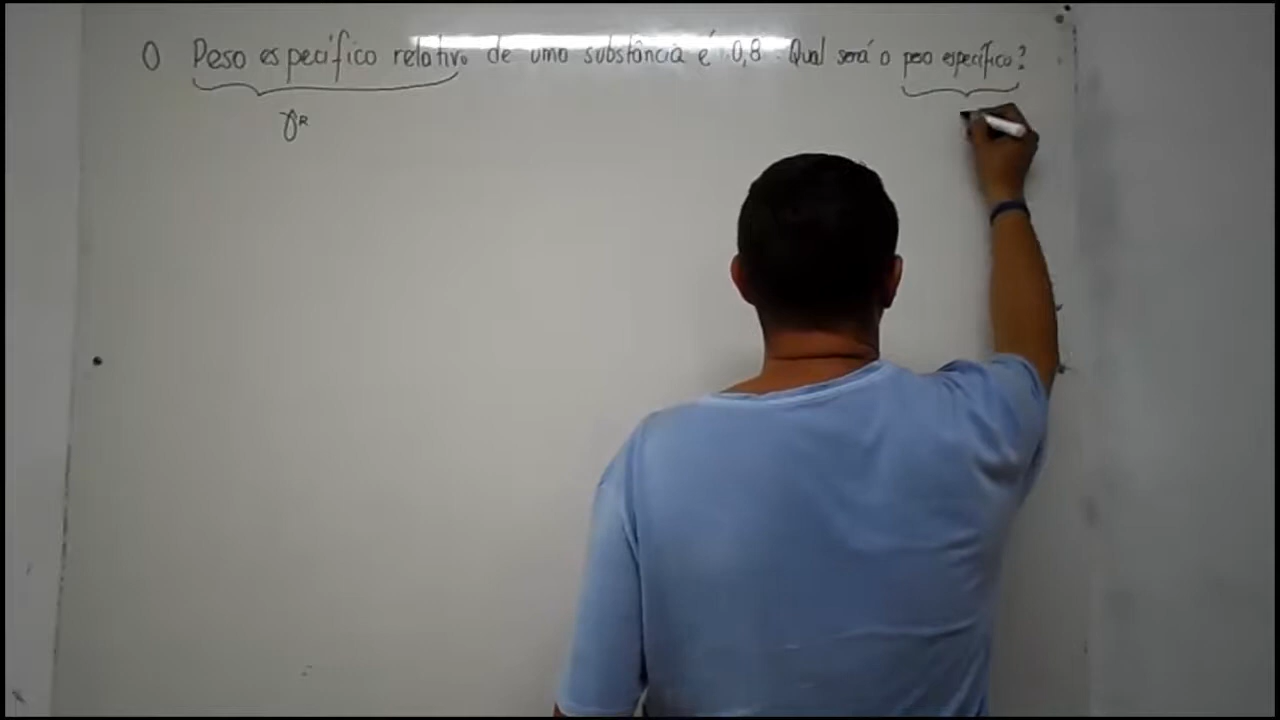 O Peso específico relativo de uma substância é 0,8. Qual será o peso específico?
γR